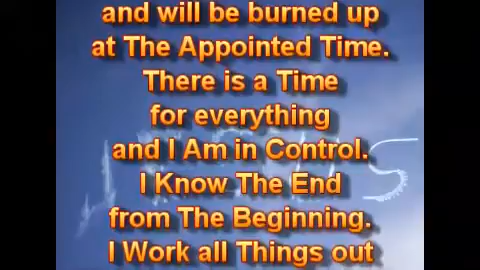 and will be burned up
at The Appointed Time.
There is a Time
for everything
and I Am in Control.
I Know The End
from The Beginning.
I Work all Things out